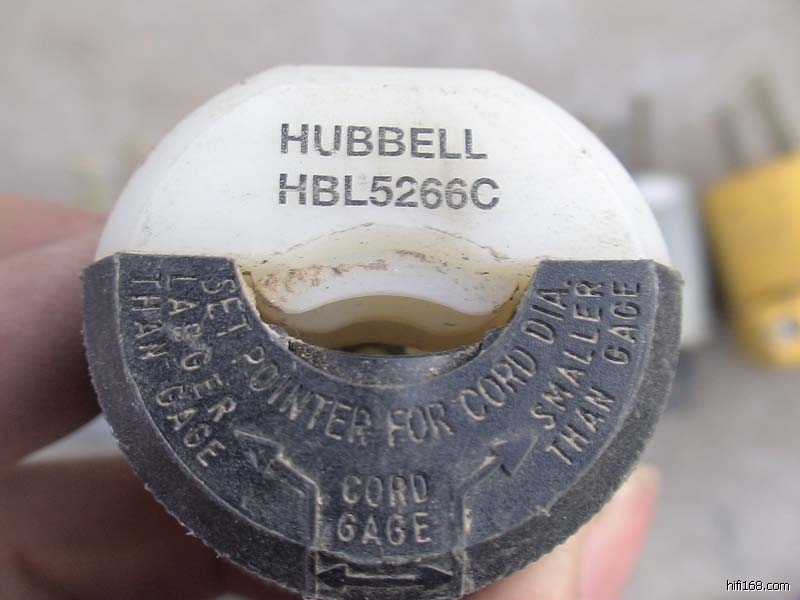 HUBBELL
HBL5266C
SET POINTER FOR CORD DIA.
LARGER
THAN GAGE
SMALLER
THAN GAGE
CORD
GAGE
hifi168.com